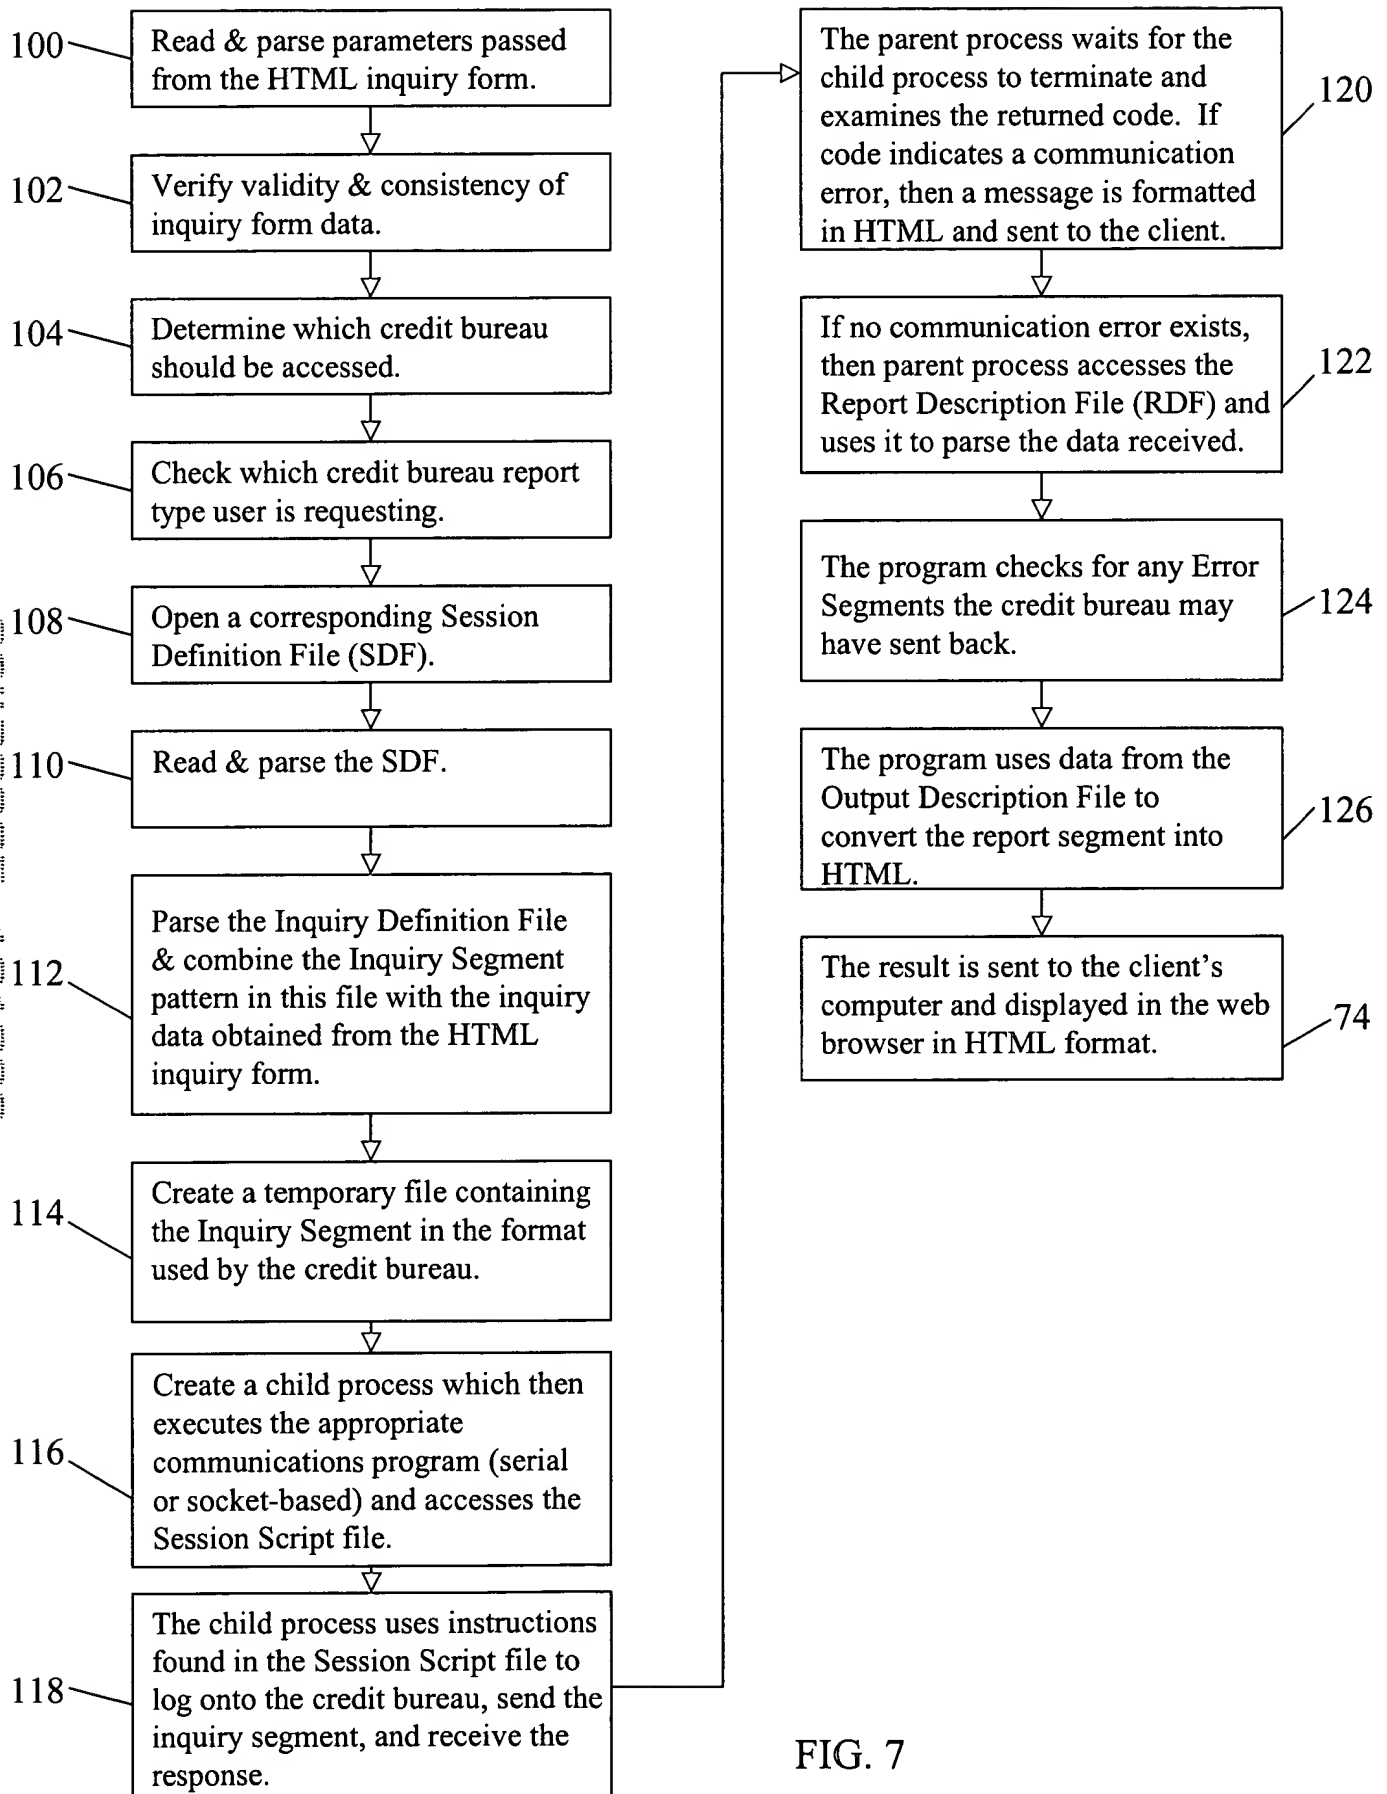 100
Read & parse parameters passed
from the HTML inquiry form.
102
Verify validity & consistency of
inquiry form data.
104
Determine which credit bureau
should be accessed.
106
Check which credit bureau report
type user is requesting.
108
Open a corresponding Session
Definition File (SDF).
110
Read & parse the SDF.
112
Parse the Inquiry Definition File
& combine the Inquiry Segment
pattern in this file with the inquiry
data obtained from the HTML
inquiry form.
114
Create a temporary file containing
the Inquiry Segment in the format
used by the credit bureau.
116
Create a child process which then
executes the appropriate
communications program (serial
or socket-based) and accesses the
Session Script file.
118
The child process uses instructions
found in the Session Script file to
log onto the credit bureau, send the
inquiry segment, and receive the
response.
The parent process waits for the
child process to terminate and
examines the returned code.  If
code indicates a communication
error, then a message is formatted
in HTML and sent to the client.
120
If no communication error exists,
then parent process accesses the
Report Description File (RDF) and
uses it to parse the data received.
122
The program checks for any Error
Segments the credit bureau may
have sent back.
124
The program uses data from the
Output Description File to
convert the report segment into
HTML.
126
The result is sent to the client's
computer and displayed in the web
browser in HTML format.
74
FIG. 7